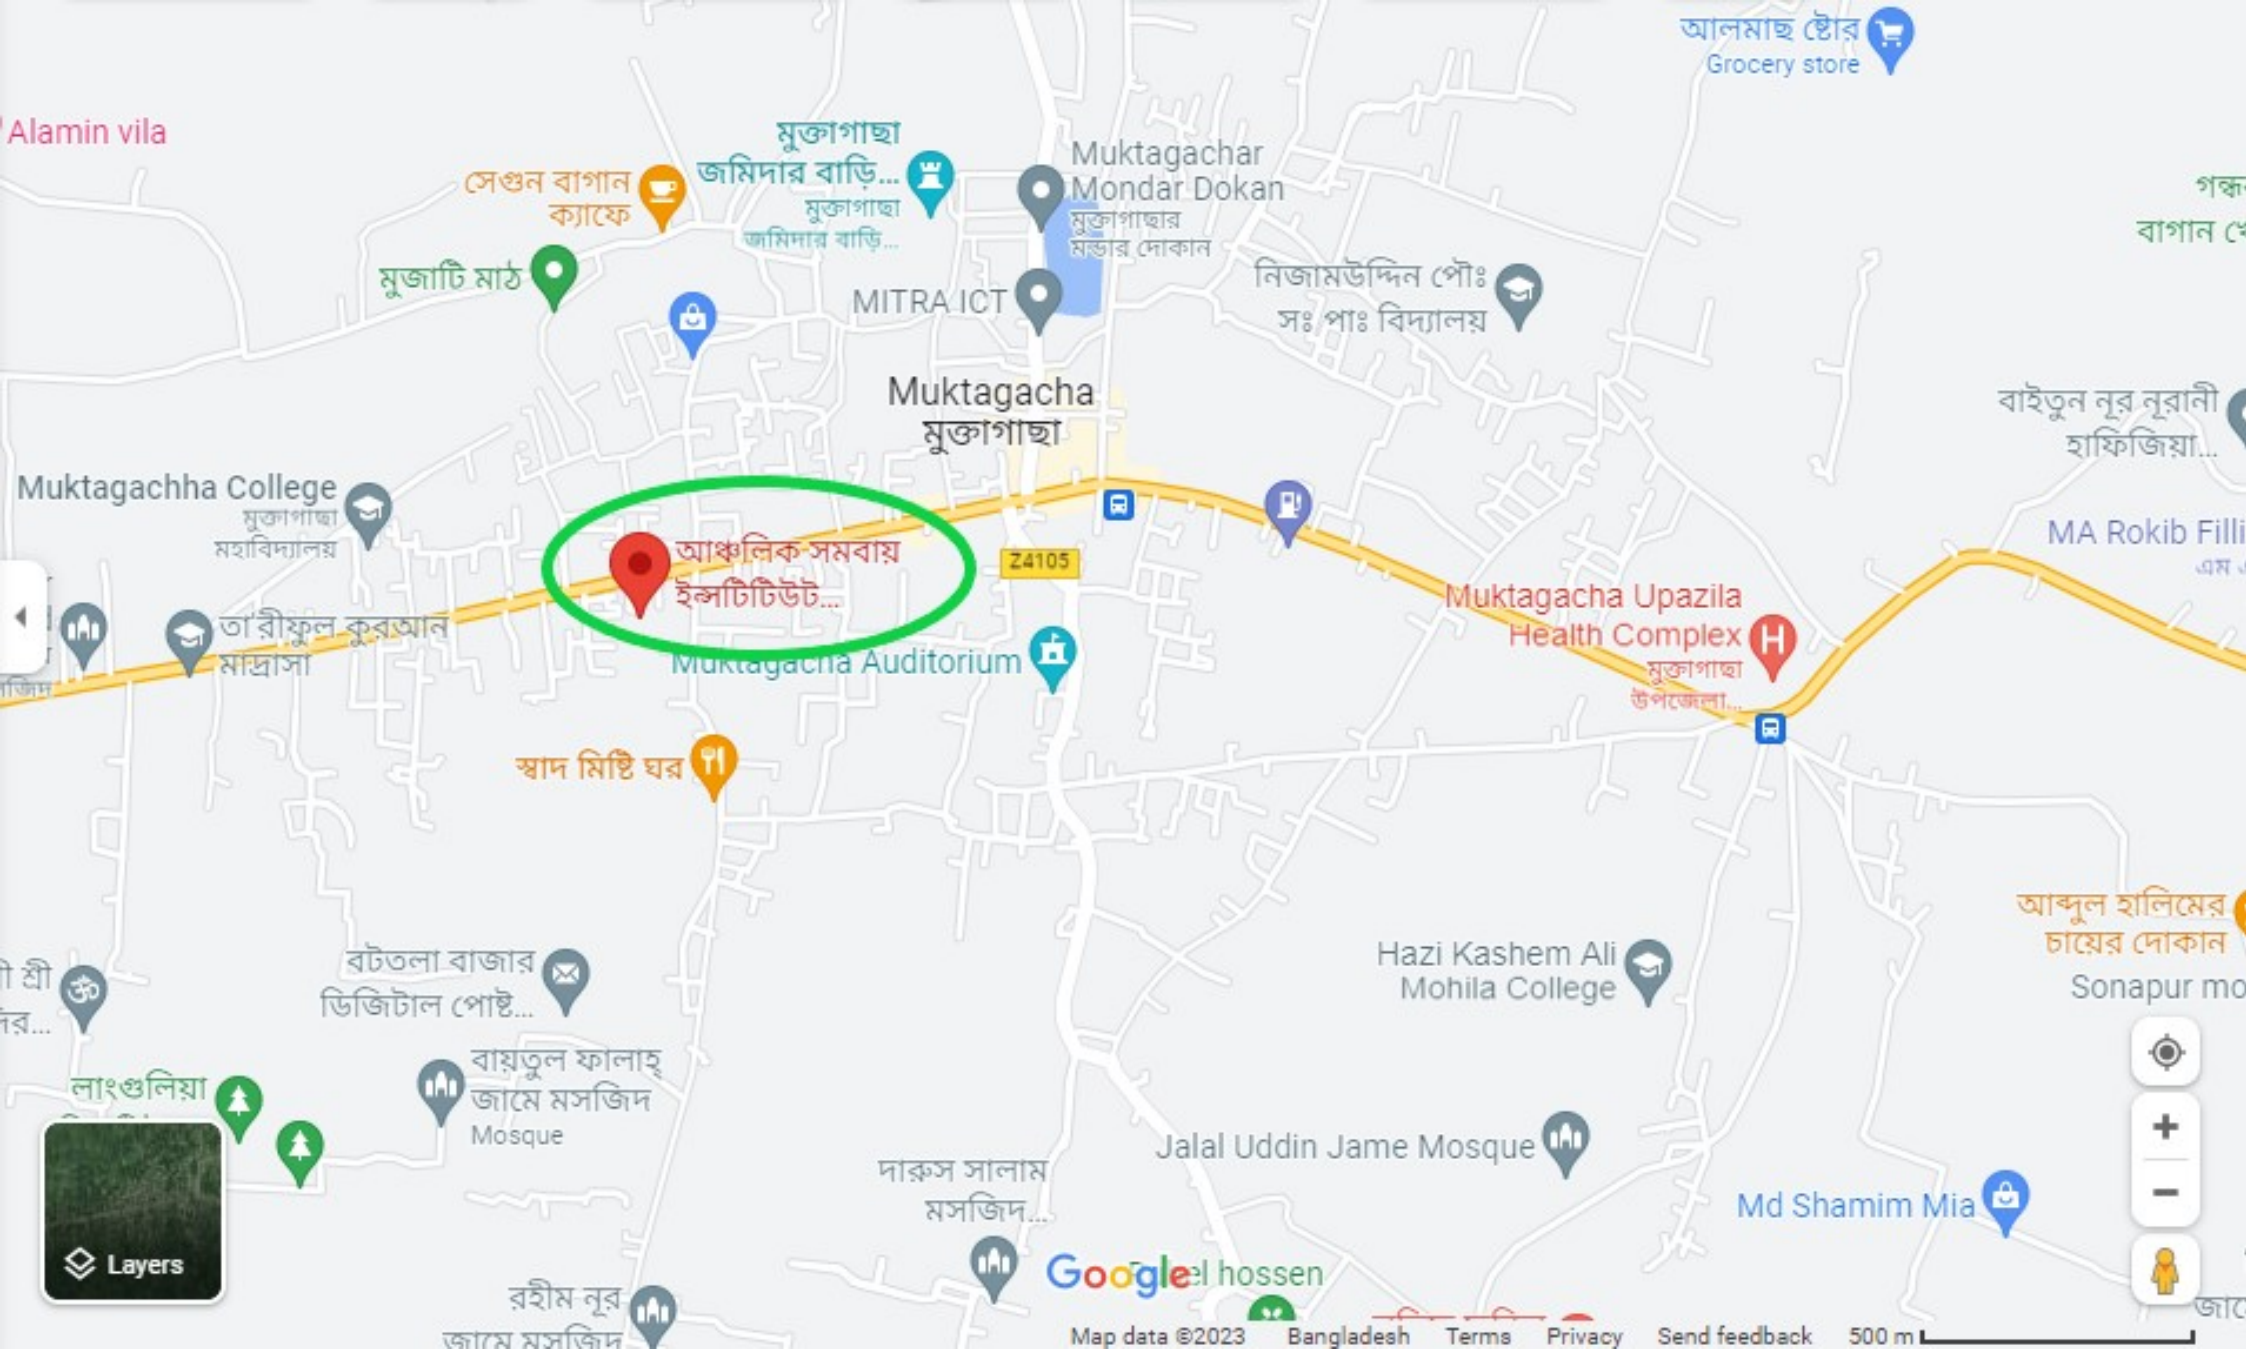 আলমাছ ষ্টোর
Grocery store
Alamin vila
মুক্তাগাছা
জমিদার বাড়ি...
মুক্তাগাছা
জমিদার বাড়ি...
Muktagachar
Mondar Dokan
মুক্তাগাছার
মন্ডার দোকান
সেগুন বাগান
ক্যাফে
মুজাটি মাঠ
MITRA ICT
নিজামউদ্দিন পৌঃ
সঃ পাঃ বিদ্যালয়
বাগান
Muktagacha
মুক্তাগাছা
বাইতুন নূর নূরানী
হাফিজিয়া...
Muktagachha College
মুক্তাগাছা
মহাবিদ্যালয়
আঞ্চলিক সমবায়
ইন্সটিটিউট...
Z4105
MA Rokib Filli
এম
Muktagacha Upazila
Health Complex
মুক্তাগাছা
উপজেলা...
তা'রীফুল কুরআন
মাদ্রাসা
Muktagacha Auditorium
স্বাদ মিষ্টি ঘর
আব্দুল হালিমের
চায়ের দোকান
Sonapur mo
Hazi Kashem Ali
Mohila College
শ্রী
বটতলা বাজার
ডিজিটাল পোষ্ট...
বায়তুল ফালাহ্
জামে মসজিদ
Mosque
লাংগুলিয়া
Jalal Uddin Jame Mosque
দারুস সালাম
মসজিদ...
Md Shamim Mia
Layers
Google
hossen
রহীম নূর
জামে মসজিদ
Map data ©2023 Bangladesh Terms Privacy Send feedback 500 m